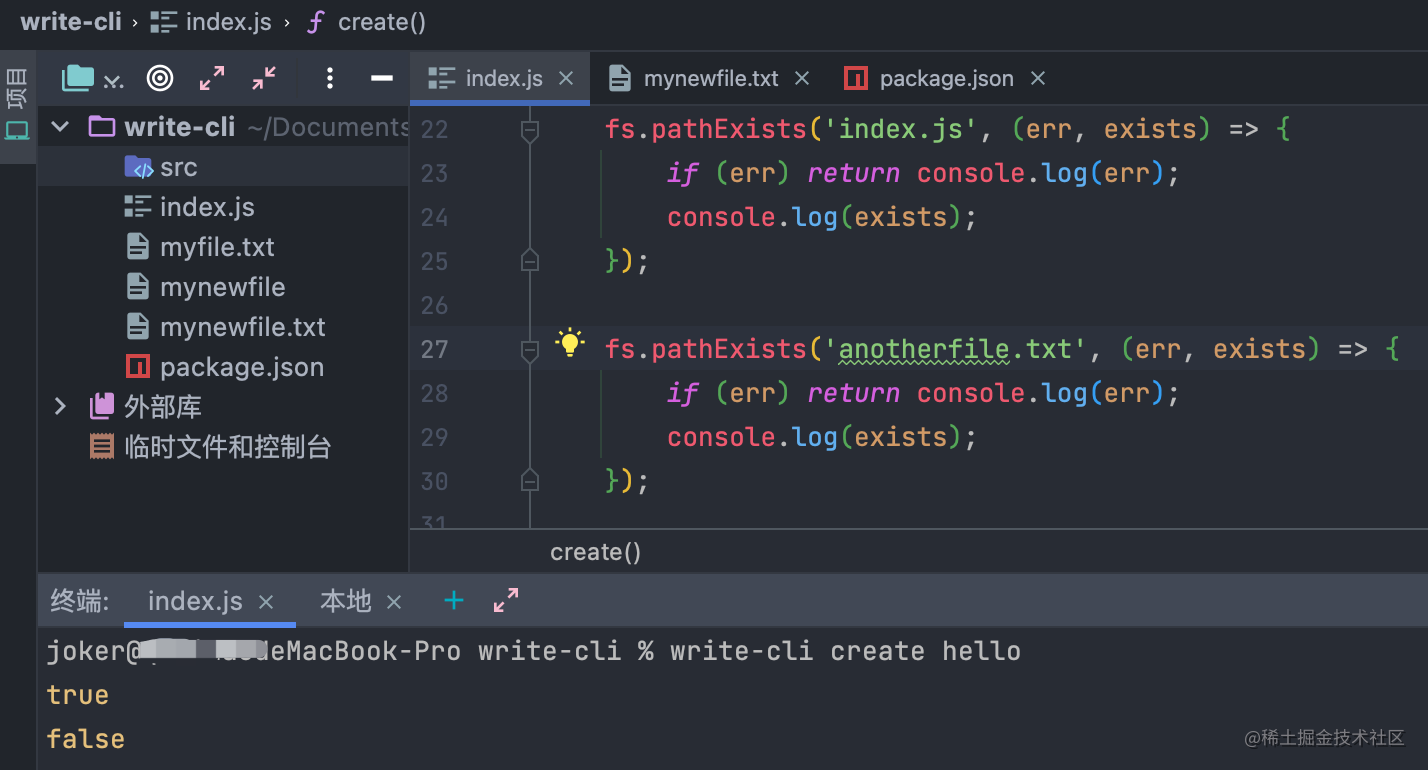 write-cli › index.js › create()
项目
index.js × mynewfile.txt × package.json ×
write-cli ~/Documents
src
index.js
myfile.txt
mynewfile
mynewfile.txt
package.json
外部库
临时文件和控制台
22 fs.pathExists('index.js', (err, exists) => {
23 if (err) return console.log(err);
24 console.log(exists);
25 });
26
27 fs.pathExists('anotherfile.txt', (err, exists) => {
28 if (err) return console.log(err);
29 console.log(exists);
30 });
31
create()
终端: index.js × 本地 × +
joker@ deMacBook-Pro write-cli % write-cli create hello
true
false
@稀土掘金技术社区